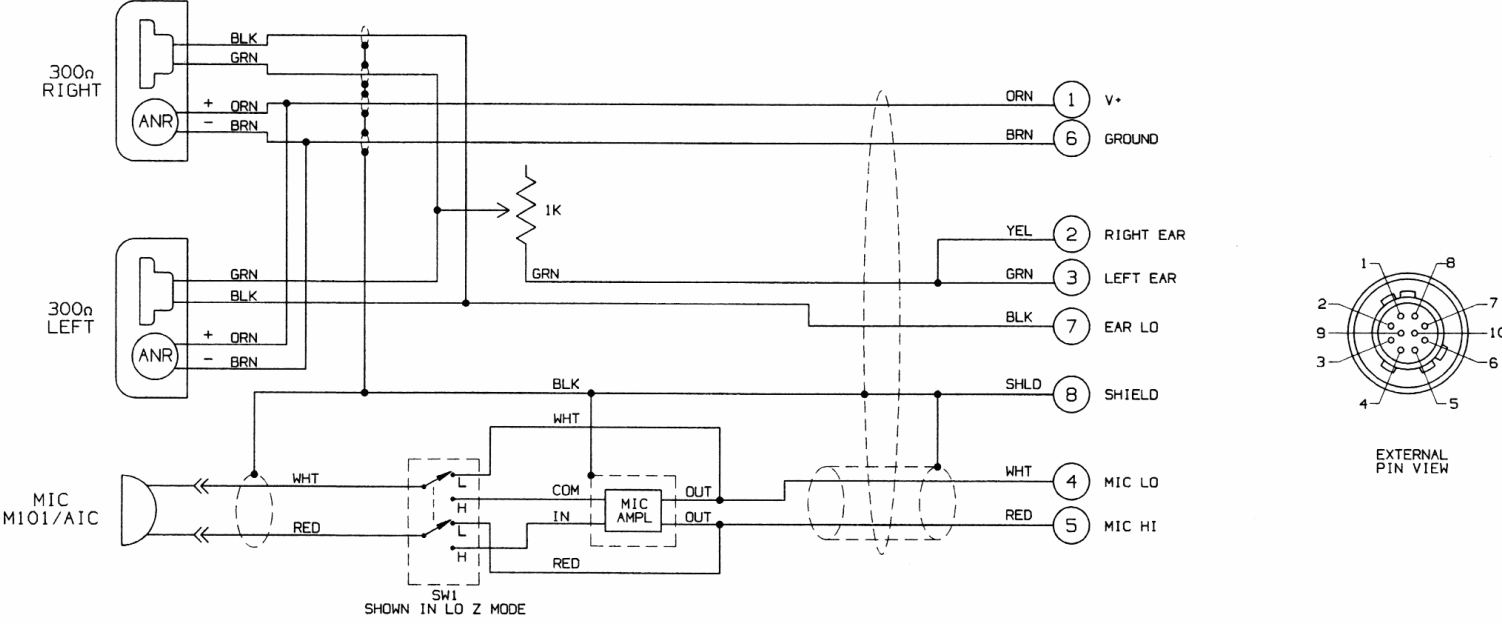 300Ω
RIGHT
BLK
GRN
ANR
+
ORN
-
BRN
ORN
1
V+
BRN
6
GROUND
1K
YEL
2
RIGHT EAR
GRN
GRN
3
LEFT EAR
BLK
7
EAR LO
300Ω
LEFT
GRN
BLK
ANR
+
ORN
-
BRN
BLK
SHLD
8
SHIELD
WHT
MIC
M101/AIC
WHT
RED
L
H
L
H
SW1
SHOWN IN LO Z MODE
COM
IN
MIC
AMPL
OUT
OUT
RED
WHT
4
MIC LO
RED
5
MIC HI
1
8
2
7
9
10
3
6
4
5
EXTERNAL
PIN VIEW